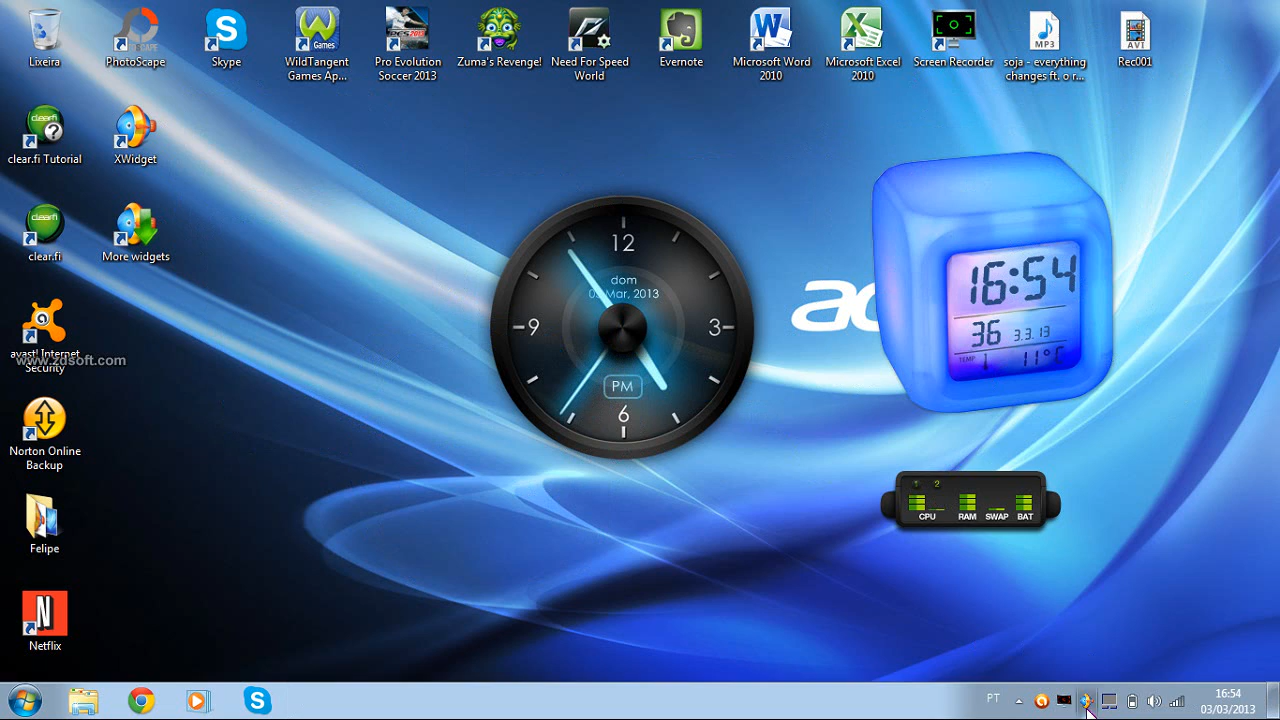 Lixeira
PhotoScape
Skype
WildTangent
Games Ap...
Pro Evolution
Soccer 2013
Zuma's Revenge!
Need For Speed
World
Evernote
Microsoft Word
2010
Microsoft Excel
2010
Screen Recorder
soja - everything
changes ft. o r...
Rec001
clear.fi Tutorial
XWidget
clear.fi
More widgets
avast! Internet
Security
www.zdsoft.com
Norton Online
Backup
Felipe
Netflix
12
dom
03 Mar, 2013
9
3
PM
6
16:54
36 3.3.13
TEMP 11°C
1 2
CPU RAM SWAP BAT
PT
16:54
03/03/2013